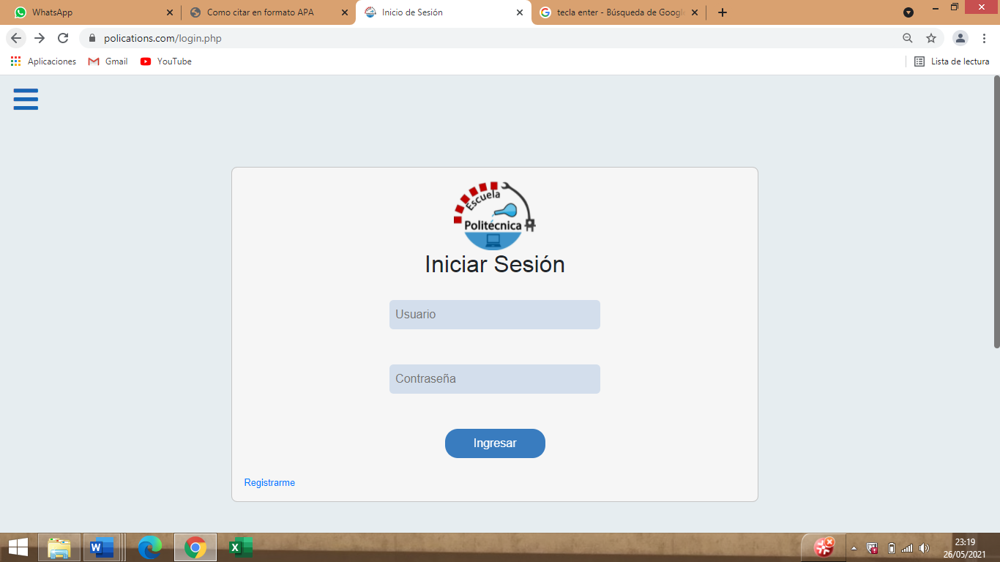 WhatsApp
Como citar en formato APA
Inicio de Sesión
tecla enter - Búsqueda de Google
polications.com/login.php
Aplicaciones
Gmail
YouTube
Lista de lectura
Escuela
Politécnica
Iniciar Sesión
Usuario
Contraseña
Ingresar
Registrarme
23:19
26/05/2021